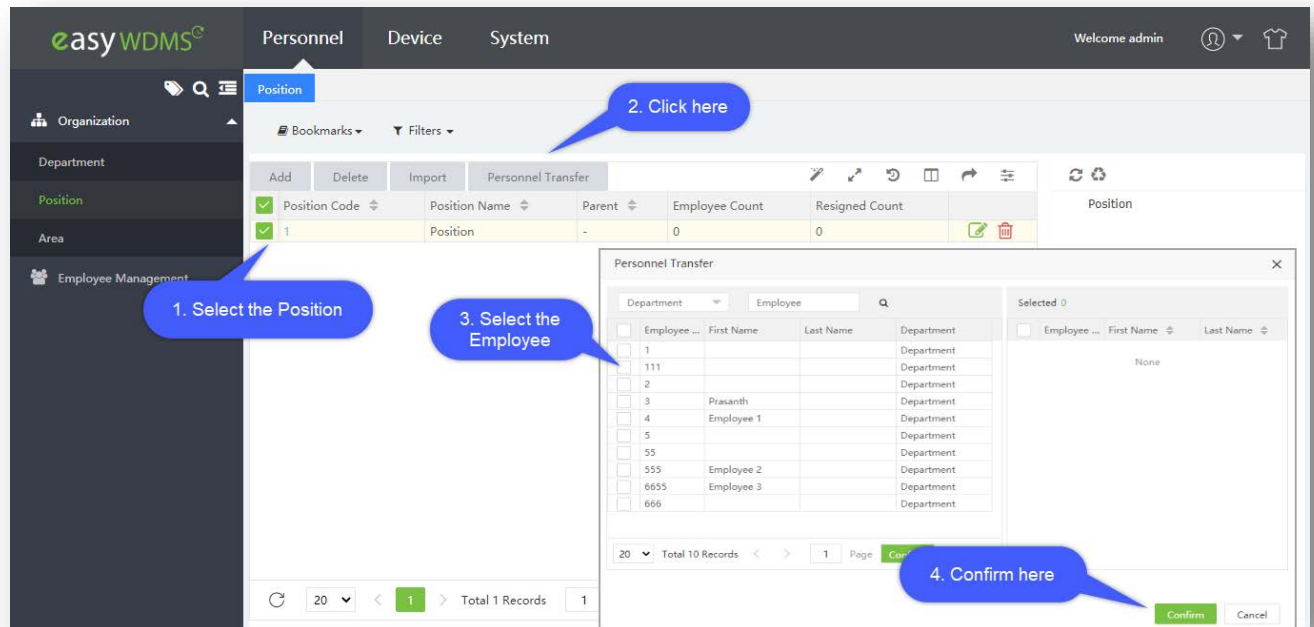 easy WDMS
Personnel Device System Welcome admin
Position
2. Click here
Organization
Bookmarks Filters
Department
Add Delete Import Personnel Transfer
Position Code Position Name Parent Employee Count Resigned Count
Position
Position
1 Position - 0 0
Area
Employee Management
1. Select the Position
Personnel Transfer
Department Employee Selected 0
3. Select the
Employee
Employee ... First Name Last Name Department Employee ... First Name Last Name
1 Department
None
111 Department
2 Department
3 Prasanth Department
4 Employee 1 Department
5 Department
55 Department
555 Employee 2 Department
6655 Employee 3 Department
666 Department
20 Total 10 Records 1 Page
4. Confirm here
20 1 Total 1 Records 1
Confirm Cancel